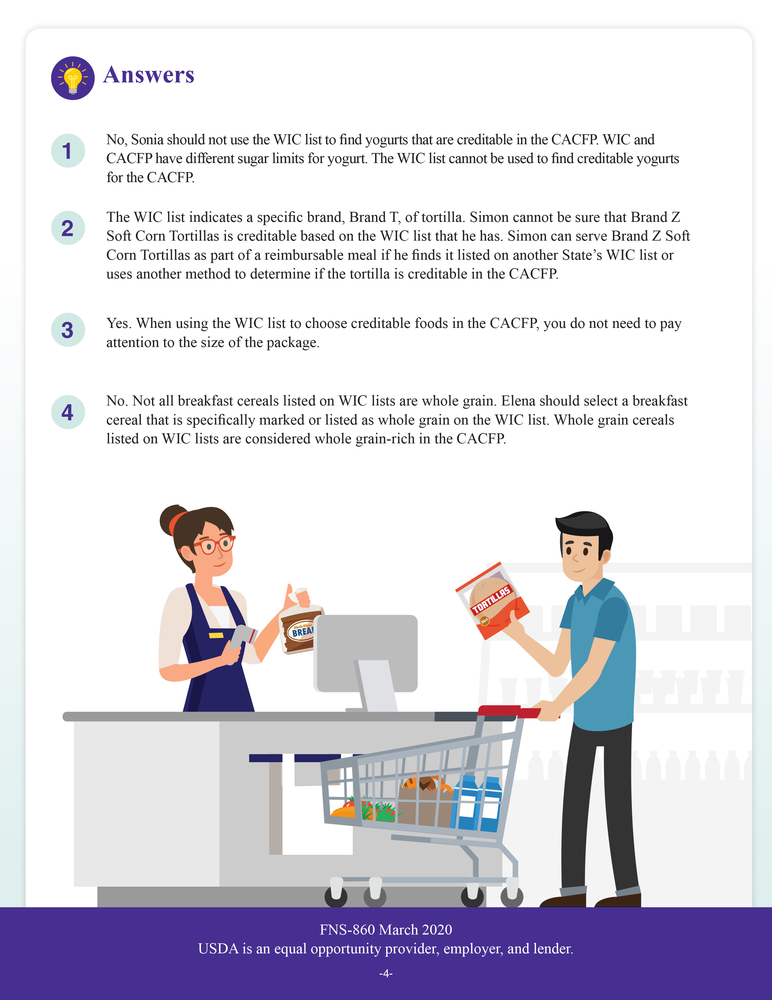 Answers
1
No, Sonia should not use the WIC list to find yogurts that are creditable in the CACFP. WIC and
CACFP have different sugar limits for yogurt. The WIC list cannot be used to find creditable yogurts
for the CACFP.
2
The WIC list indicates a specific brand, Brand T, of tortilla. Simon cannot be sure that Brand Z
Soft Corn Tortillas is creditable based on the WIC list that he has. Simon can serve Brand Z Soft
Corn Tortillas as part of a reimbursable meal if he finds it listed on another State’s WIC list or
uses another method to determine if the tortilla is creditable in the CACFP.
3
Yes. When using the WIC list to choose creditable foods in the CACFP, you do not need to pay
attention to the size of the package.
4
No. Not all breakfast cereals listed on WIC lists are whole grain. Elena should select a breakfast
cereal that is specifically marked or listed as whole grain on the WIC list. Whole grain cereals
listed on WIC lists are considered whole grain-rich in the CACFP.
TORTILLAS
10ct
Whole Wheat
BREA
FNS-860 March 2020
USDA is an equal opportunity provider, employer, and lender.
-4-